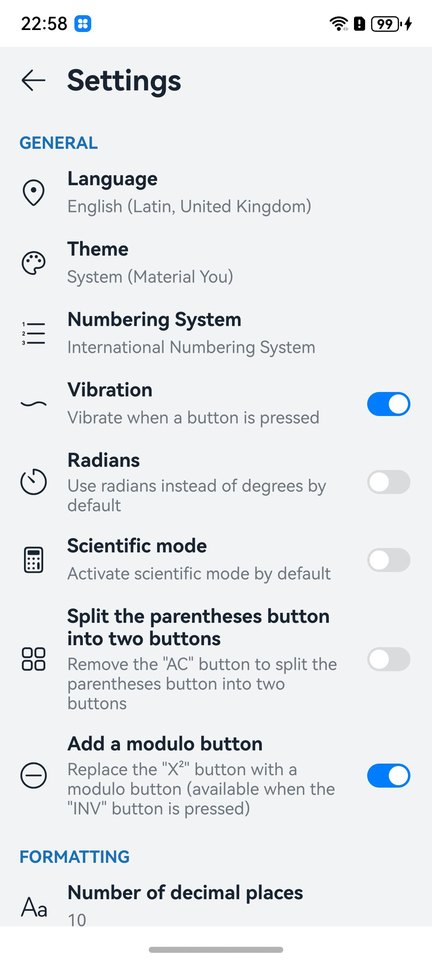 22:58
99
Settings
GENERAL
Language
English (Latin, United Kingdom)
Theme
System (Material You)
1
2
3
Numbering System
International Numbering System
Vibration
Vibrate when a button is pressed
Radians
Use radians instead of degrees by
default
Scientific mode
Activate scientific mode by default
Split the parentheses button
into two buttons
Remove the "AC" button to split the
parentheses button into two
buttons
Add a modulo button
Replace the "X²" button with a
modulo button (available when the
"INV" button is pressed)
FORMATTING
Aa
Number of decimal places
10